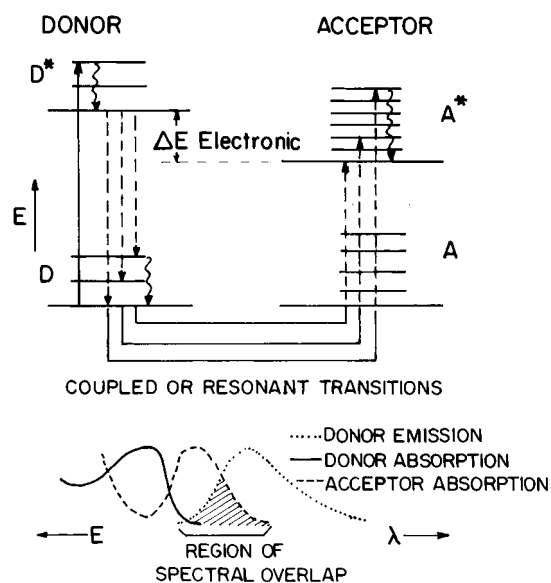 DONOR
ACCEPTOR
D*
A*
ΔE Electronic
E
D
A
COUPLED OR RESONANT TRANSITIONS
DONOR EMISSION
DONOR ABSORPTION
ACCEPTOR ABSORPTION
E
λ
REGION OF
SPECTRAL OVERLAP